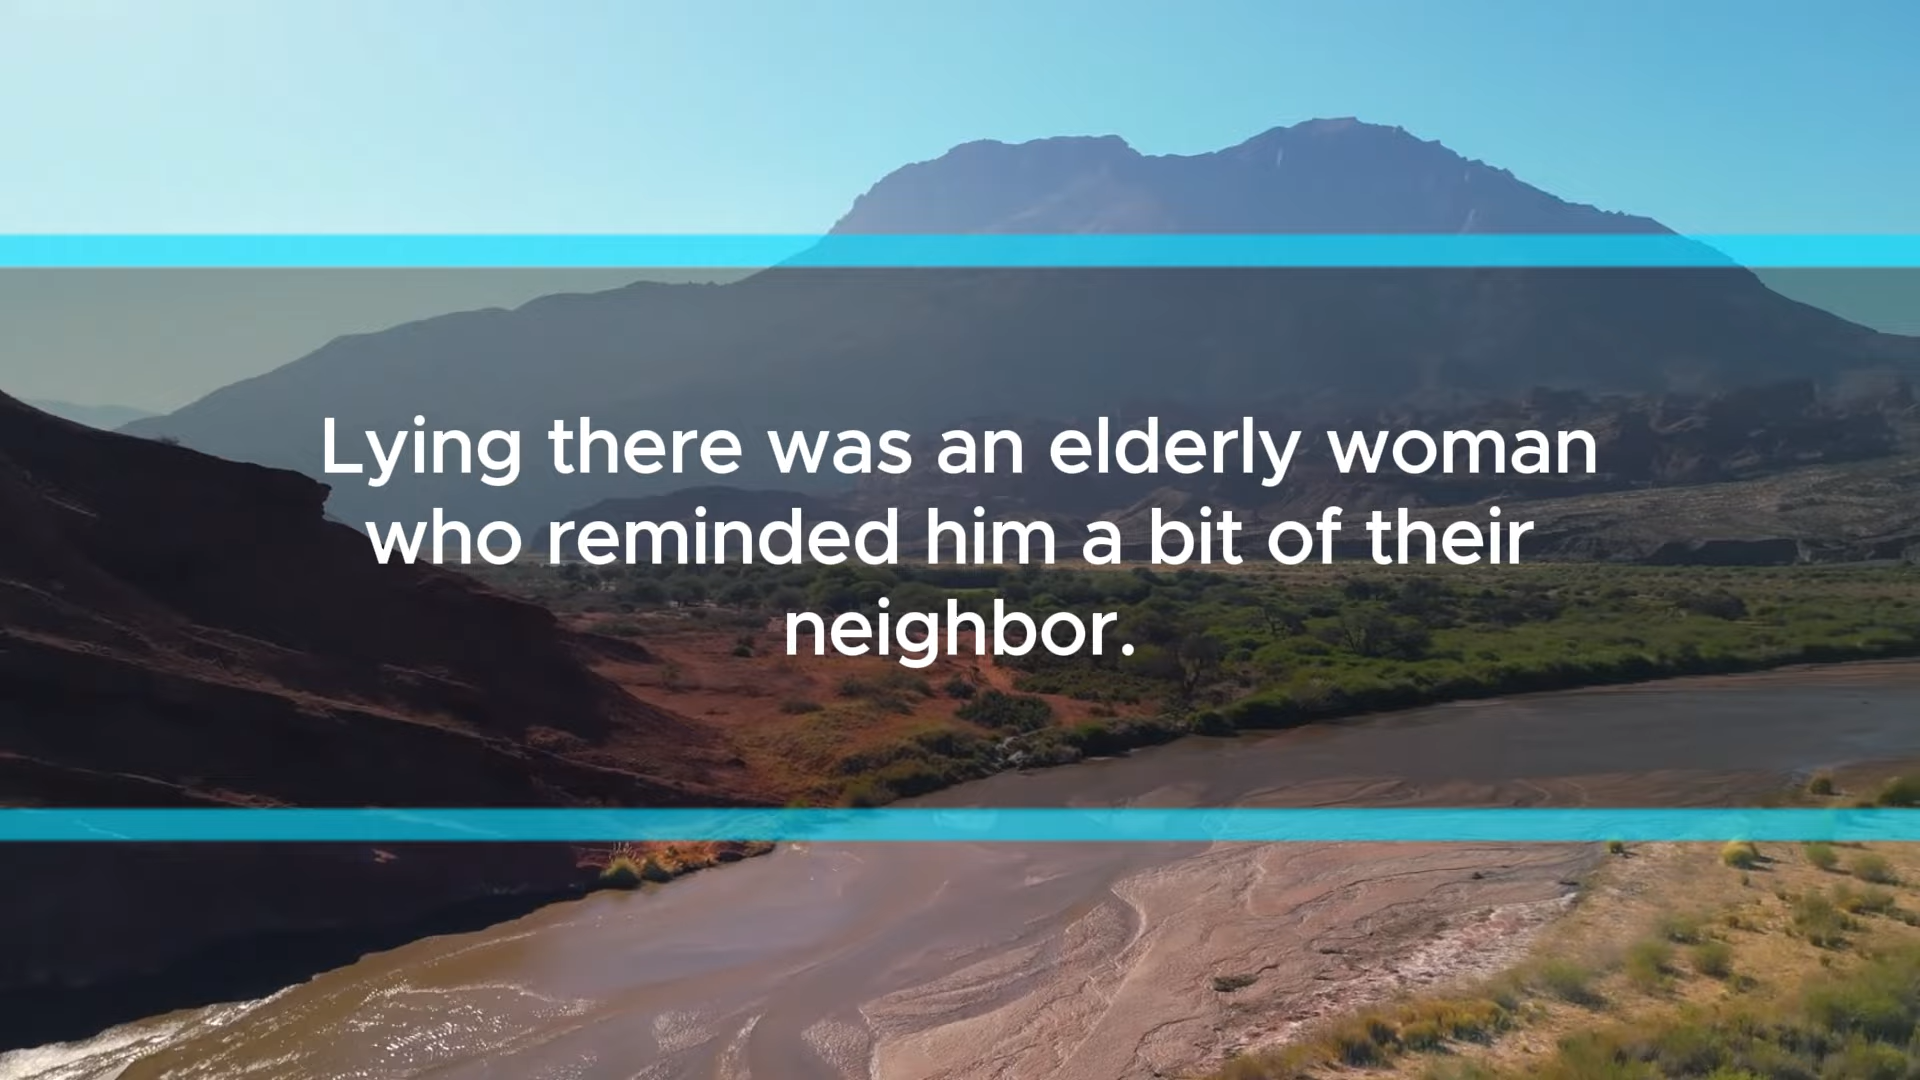 Lying there was an elderly woman
who reminded him a bit of their
neighbor.